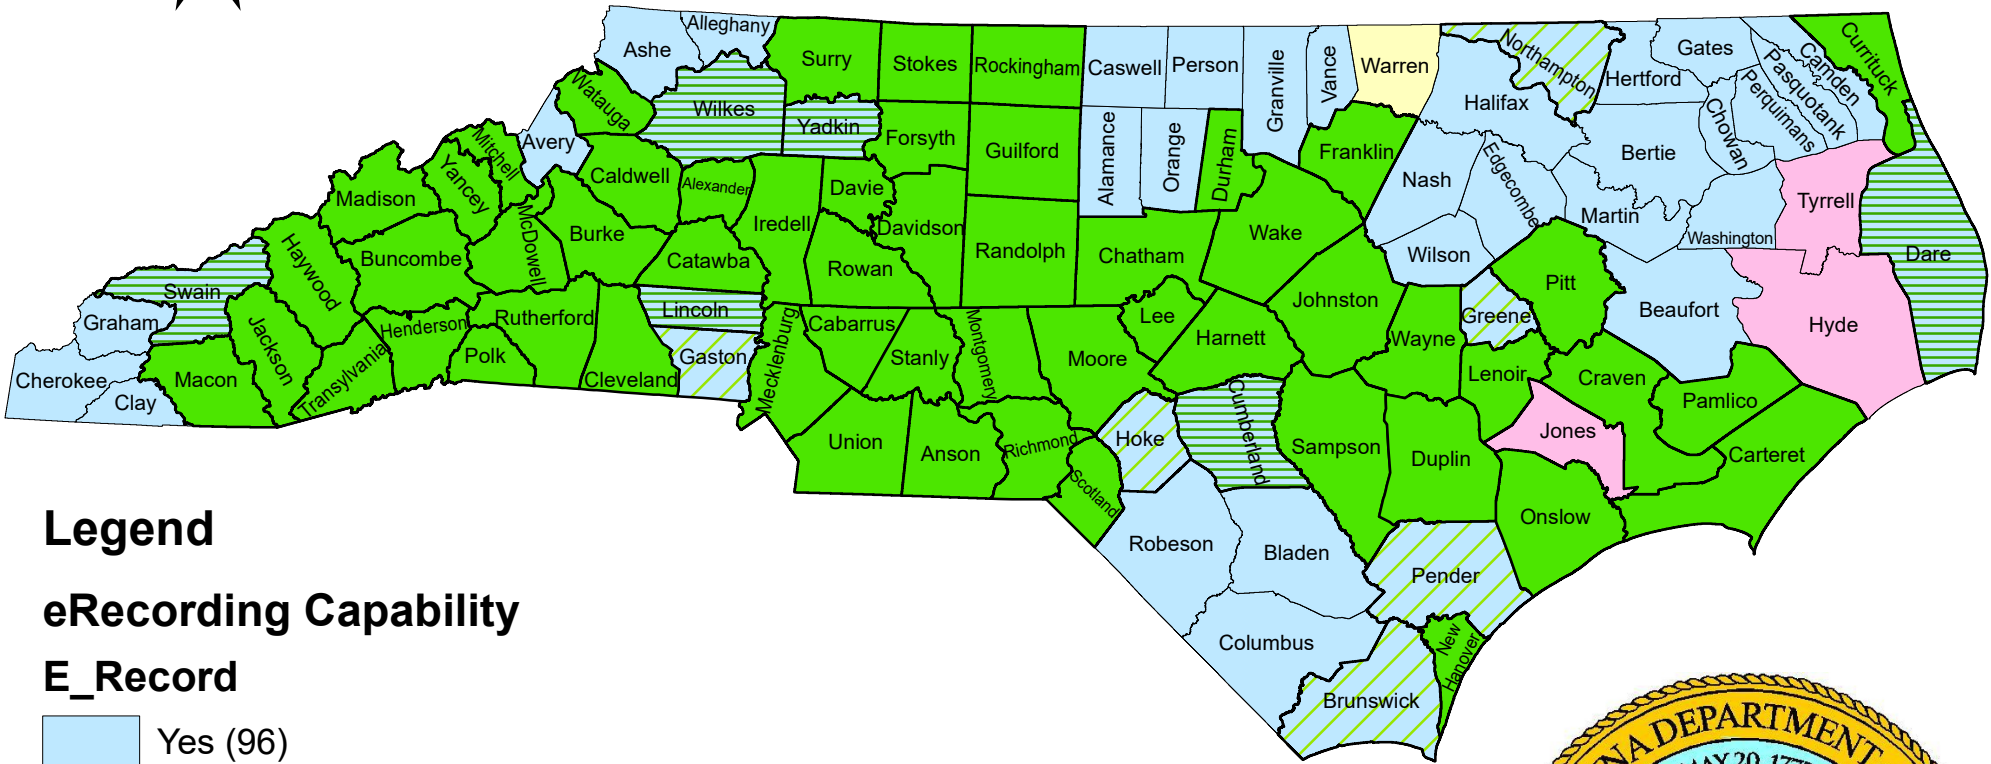 Ashe
Alleghany
Surry
Stokes
Rockingham
Caswell
Person
Granville
Vance
Warren
Northampton
Hertford
Gates
Camden
Pasquotank
Perquimans
Chowan
Currituck
Watauga
Wilkes
Yadkin
Forsyth
Guilford
Alamance
Orange
Durham
Franklin
Halifax
Nash
Edgecombe
Bertie
Martin
Washington
Tyrrell
Dare
Avery
Mitchell
Yancey
Madison
Caldwell
Alexander
Iredell
Davie
Davidson
Randolph
Chatham
Wake
Wilson
Pitt
Beaufort
Hyde
Haywood
Buncombe
McDowell
Burke
Catawba
Rowan
Swain
Graham
Cherokee
Clay
Macon
Jackson
Transylvania
Henderson
Polk
Rutherford
Cleveland
Lincoln
Gaston
Mecklenburg
Cabarrus
Stanly
Montgomery
Moore
Lee
Harnett
Johnston
Wayne
Greene
Lenoir
Craven
Pamlico
Jones
Carteret
Union
Anson
Richmond
Scotland
Hoke
Cumberland
Sampson
Duplin
Onslow
Robeson
Bladen
Pender
Columbus
Brunswick
New
Hanover
Legend
eRecording Capability
E_Record
Yes (96)
NA DEPARTMENT